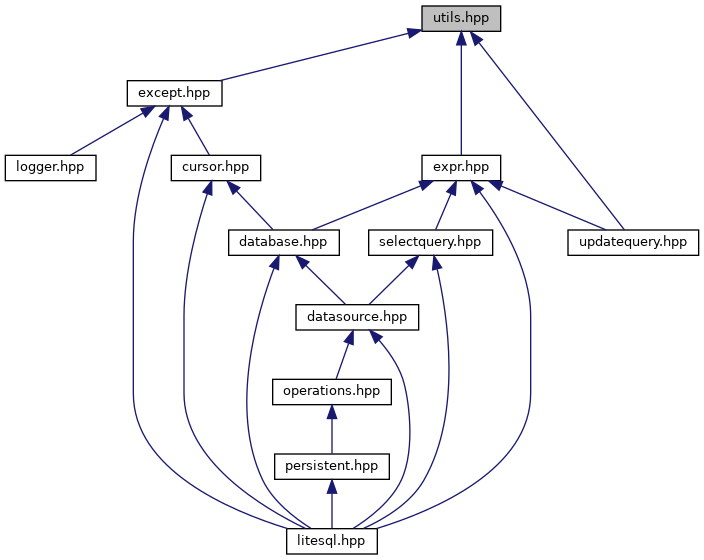 utils.hpp
except.hpp
logger.hpp
cursor.hpp
expr.hpp
database.hpp
selectquery.hpp
updatequery.hpp
datasource.hpp
operations.hpp
persistent.hpp
litesql.hpp